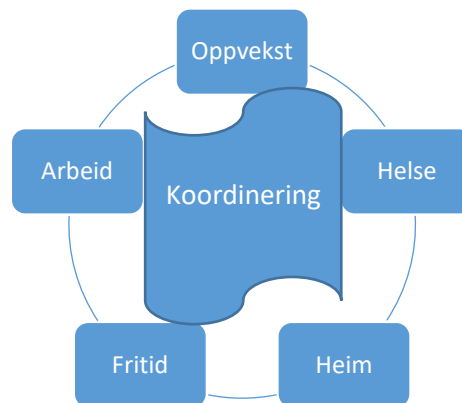 Oppvekst
Arbeid
Koordinering
Helse
Fritid
Heim